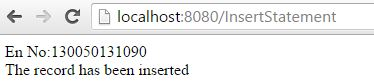 localhost:8080/InsertStatement
En No:130050131090
The record has been inserted